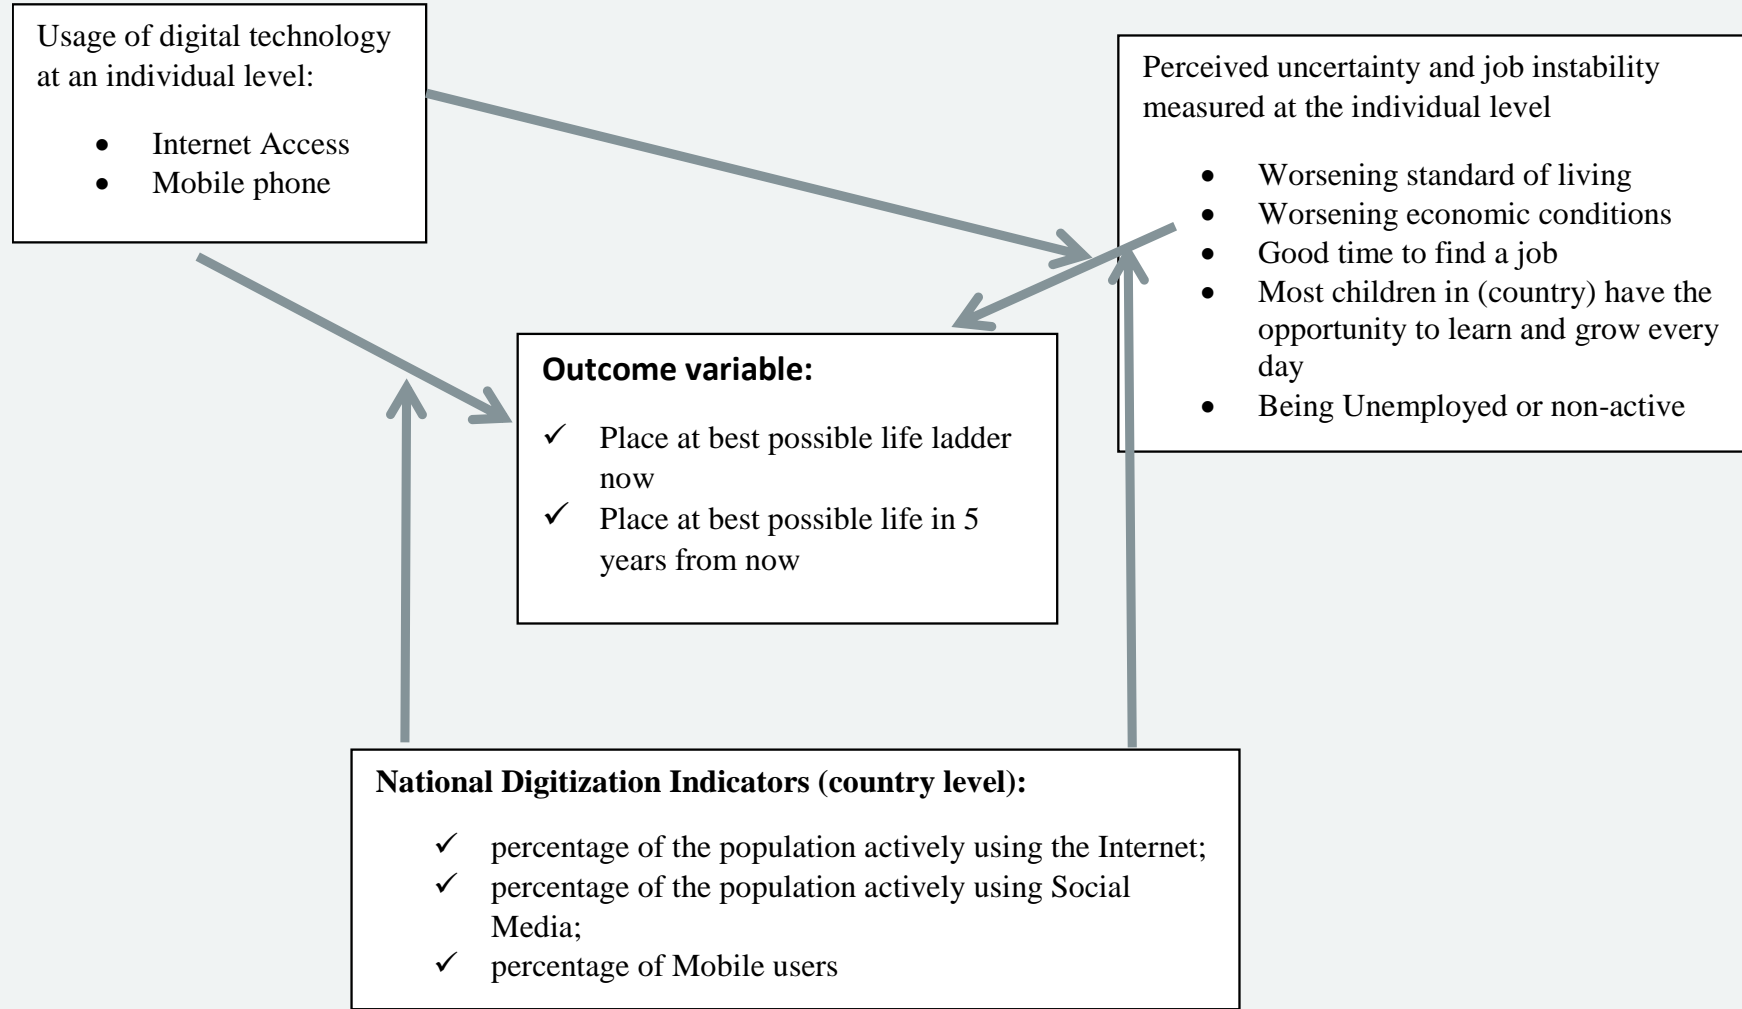 Usage of digital technology
at an individual level:
• Internet Access
• Mobile phone
Perceived uncertainty and job instability
measured at the individual level
• Worsening standard of living
• Worsening economic conditions
• Good time to find a job
• Most children in (country) have the
opportunity to learn and grow every
day
• Being Unemployed or non-active
Outcome variable:
✓ Place at best possible life ladder
now
✓ Place at best possible life in 5
years from now
National Digitization Indicators (country level):
✓ percentage of the population actively using the Internet;
✓ percentage of the population actively using Social
Media;
✓ percentage of Mobile users